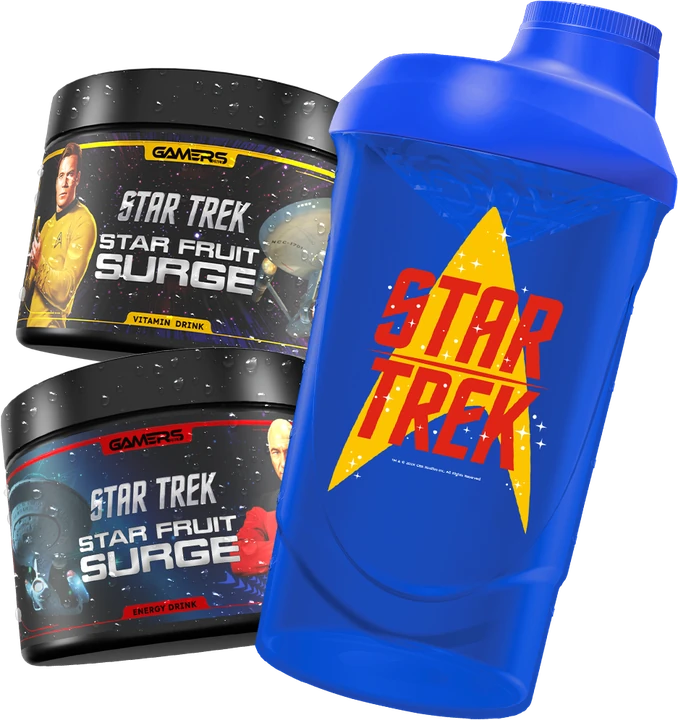 GAMERS
STAR TREK
STAR FRUIT
SURGE
VITAMIN DRINK
GAMERS
STAR TREK
STAR FRUIT
SURGE
ENERGY DRINK
STAR
TREK